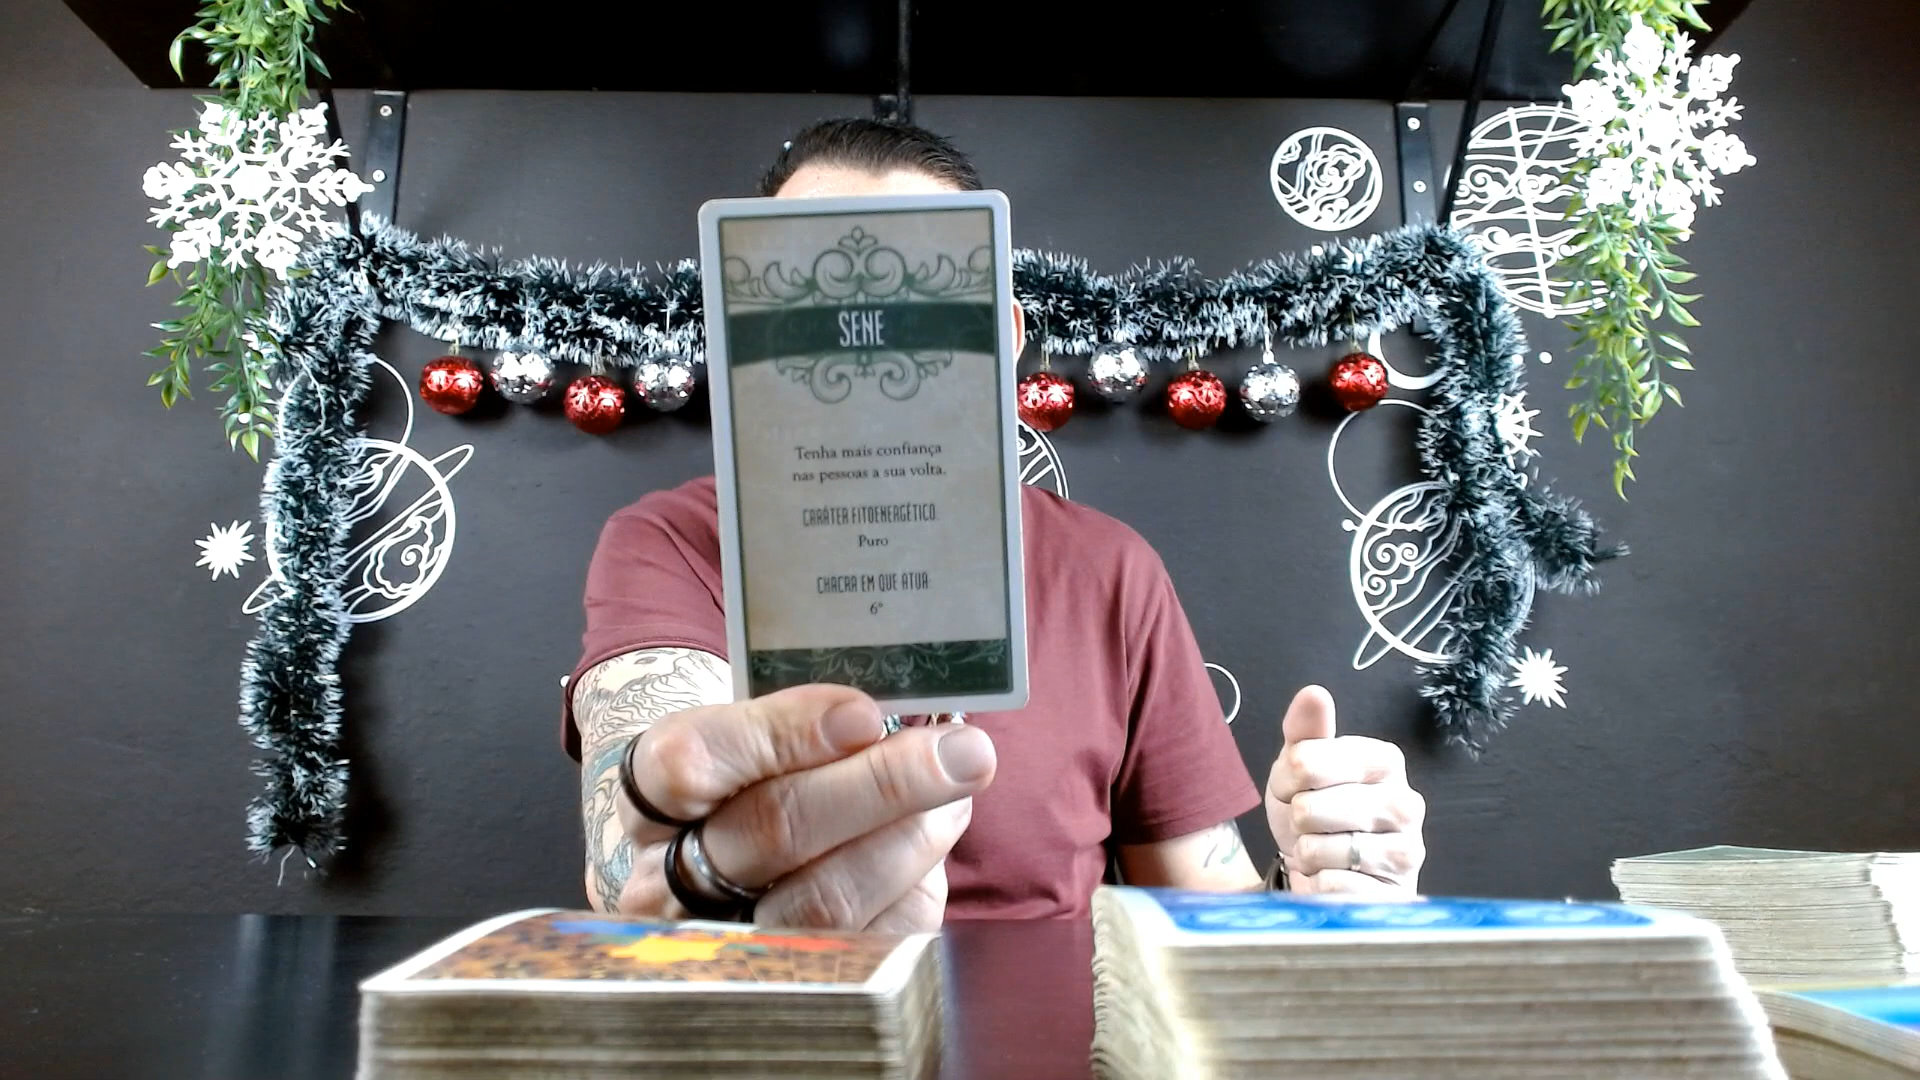 SENE
Tenha mais confiança
nas pessoas a sua volta.
CARÁTER FITOENERGÉTICO:
Puro
CHACRA EM QUE ATUA:
6º